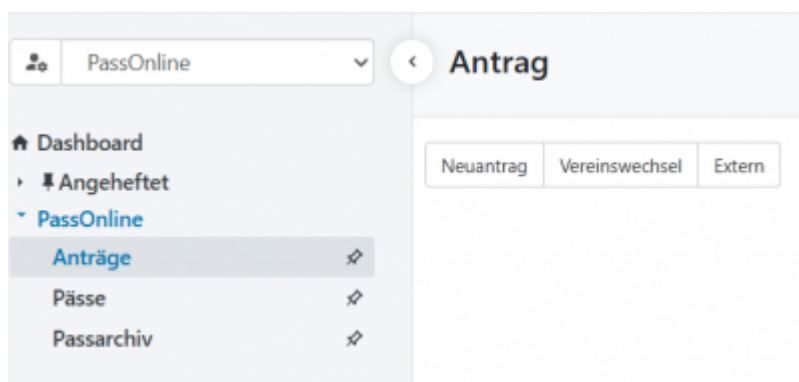 PassOnline
Antrag
Dashboard
Angeheftet
PassOnline
Anträge
Pässe
Passarchiv
Neuantrag Vereinswechsel Extern